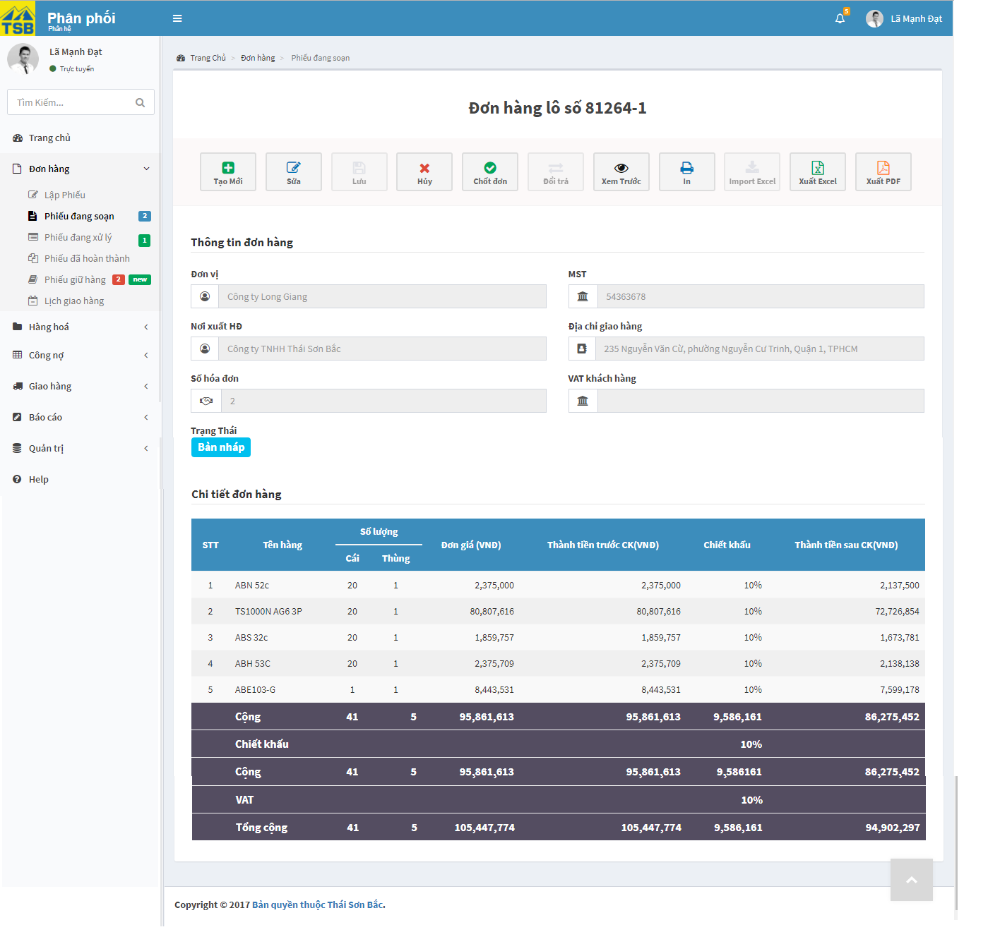 TSB
Phân phối
Phân hệ
5
Lã Mạnh Đạt
Lã Mạnh Đạt
Trực tuyến
Tìm Kiếm...
Trang chủ
Đơn hàng
Lập Phiếu
Phiếu đang soạn 2
Phiếu đang xử lý 1
Phiếu đã hoàn thành
Phiếu giữ hàng 2 new
Lịch giao hàng
Hàng hoá
Công nợ
Giao hàng
Báo cáo
Quản trị
Help
Trang Chủ > Đơn hàng > Phiếu đang soạn
Đơn hàng lô số 81264-1
Tạo Mới Sửa Lưu Hủy Chốt đơn Đổi trả Xem Trước In Import Excel Xuất Excel Xuất PDF
Thông tin đơn hàng
Đơn vị MST
Công ty Long Giang 54363678
Nơi xuất HĐ Địa chỉ giao hàng
Công ty TNHH Thái Sơn Bắc 235 Nguyễn Văn Cừ, phường Nguyễn Cư Trinh, Quận 1, TPHCM
Số hóa đơn VAT khách hàng
2
Trạng Thái
Bản nháp
Chi tiết đơn hàng
Số lượng
STT Tên hàng Đơn giá (VNĐ) Thành tiền trước CK(VNĐ) Chiết khấu Thành tiền sau CK(VNĐ)
Cái Thùng
1 ABN 52c 20 1 2,375,000 2,375,000 10% 2,137,500
2 TS1000N AG6 3P 20 1 80,807,616 80,807,616 10% 72,726,854
3 ABS 32c 20 1 1,859,757 1,859,757 10% 1,673,781
4 ABH 53C 20 1 2,375,709 2,375,709 10% 2,138,138
5 ABE103-G 1 1 8,443,531 8,443,531 10% 7,599,178
Cộng 41 5 95,861,613 95,861,613 9,586,161 86,275,452
Chiết khấu 10%
Cộng 41 5 95,861,613 95,861,613 9,586161 86,275,452
VAT 10%
Tổng cộng 41 5 105,447,774 105,447,774 9,586,161 94,902,297
Copyright © 2017 Bản quyền thuộc Thái Sơn Bắc.